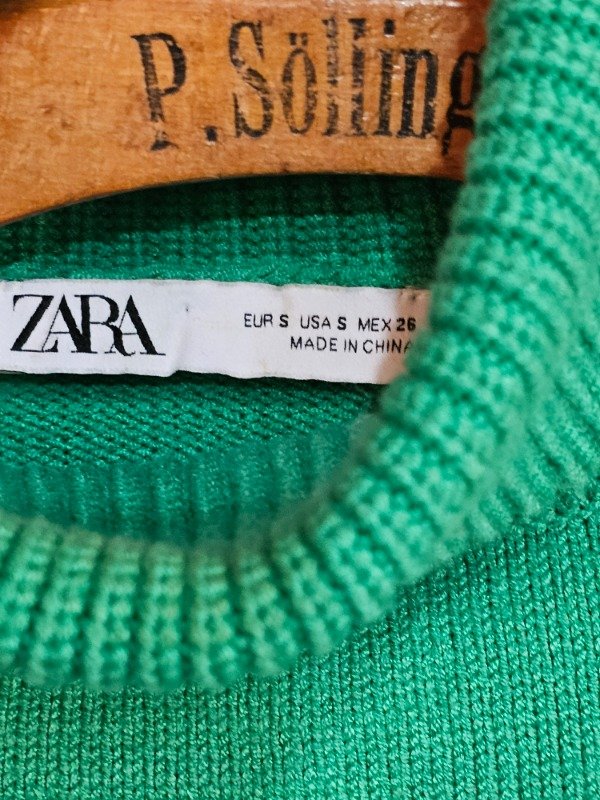 P. Sölling
ZARA
EUR S USA S MEX 26
MADE IN CHINA